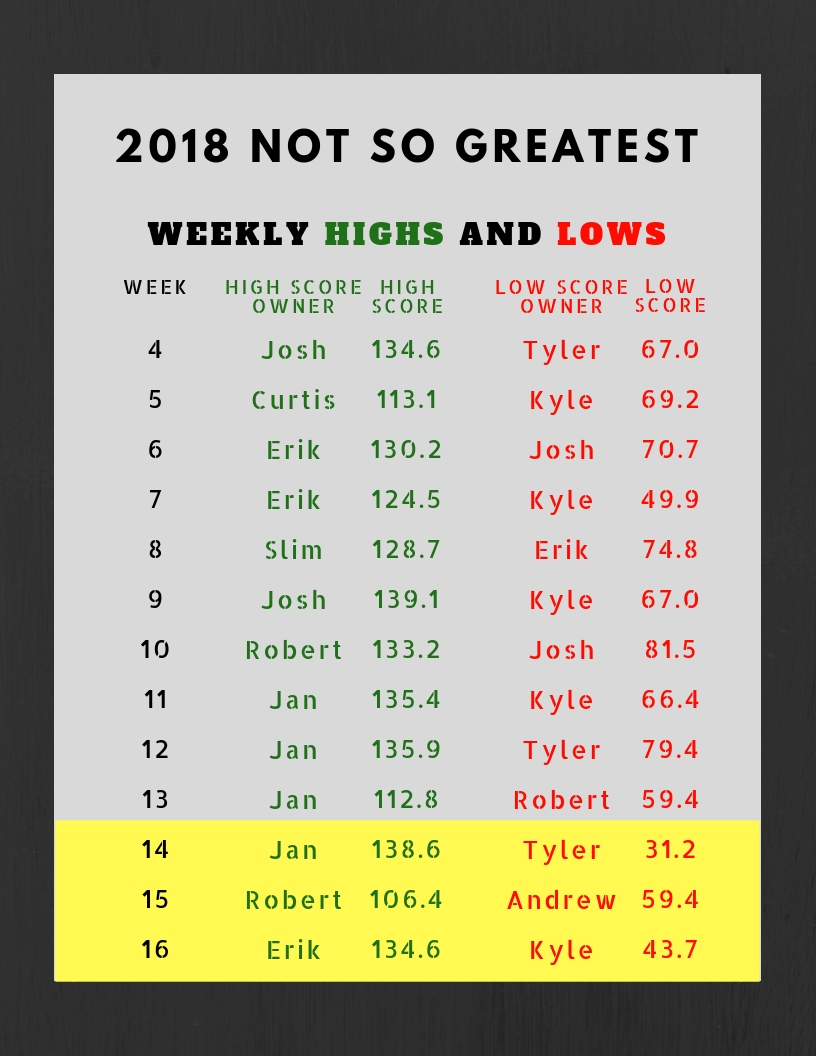 2018 NOT SO GREATEST
WEEKLY HIGHS AND LOWS
WEEK HIGH SCORE OWNER HIGH SCORE LOW SCORE OWNER LOW SCORE
4 Josh 134.6 Tyler 67.0
5 Curtis 113.1 Kyle 69.2
6 Erik 130.2 Josh 70.7
7 Erik 124.5 Kyle 49.9
8 Slim 128.7 Erik 74.8
9 Josh 139.1 Kyle 67.0
10 Robert 133.2 Josh 81.5
11 Jan 135.4 Kyle 66.4
12 Jan 135.9 Tyler 79.4
13 Jan 112.8 Robert 59.4
14 Jan 138.6 Tyler 31.2
15 Robert 106.4 Andrew 59.4
16 Erik 134.6 Kyle 43.7